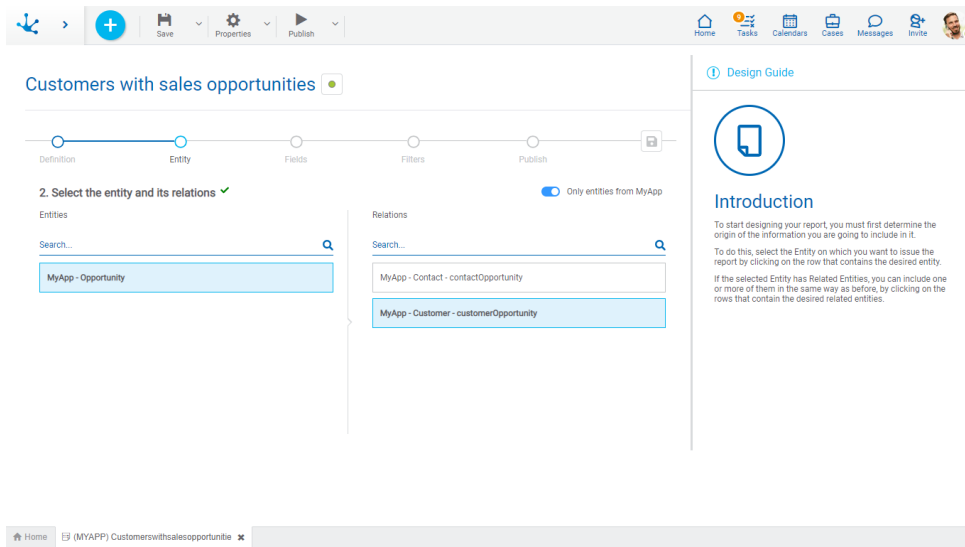 Save
Properties
Publish
Home
9
Tasks
Calendars
Cases
Messages
Invite
Customers with sales opportunities
Definition
Entity
Fields
Filters
Publish
2. Select the entity and its relations
Only entities from MyApp
Entities
Relations
Search...
Search...
MyApp - Opportunity
MyApp - Contact - contactOpportunity
MyApp - Customer - customerOpportunity
Design Guide
Introduction
To start designing your report, you must first determine the
origin of the information you are going to include in it.
To do this, select the Entity on which you want to issue the
report by clicking on the row that contains the desired entity.
If the selected Entity has Related Entities, you can include one
or more of them in the same way as before, by clicking on the
rows that contain the desired related entities.
Home
(MYAPP) Customerswithsalesopportunitie